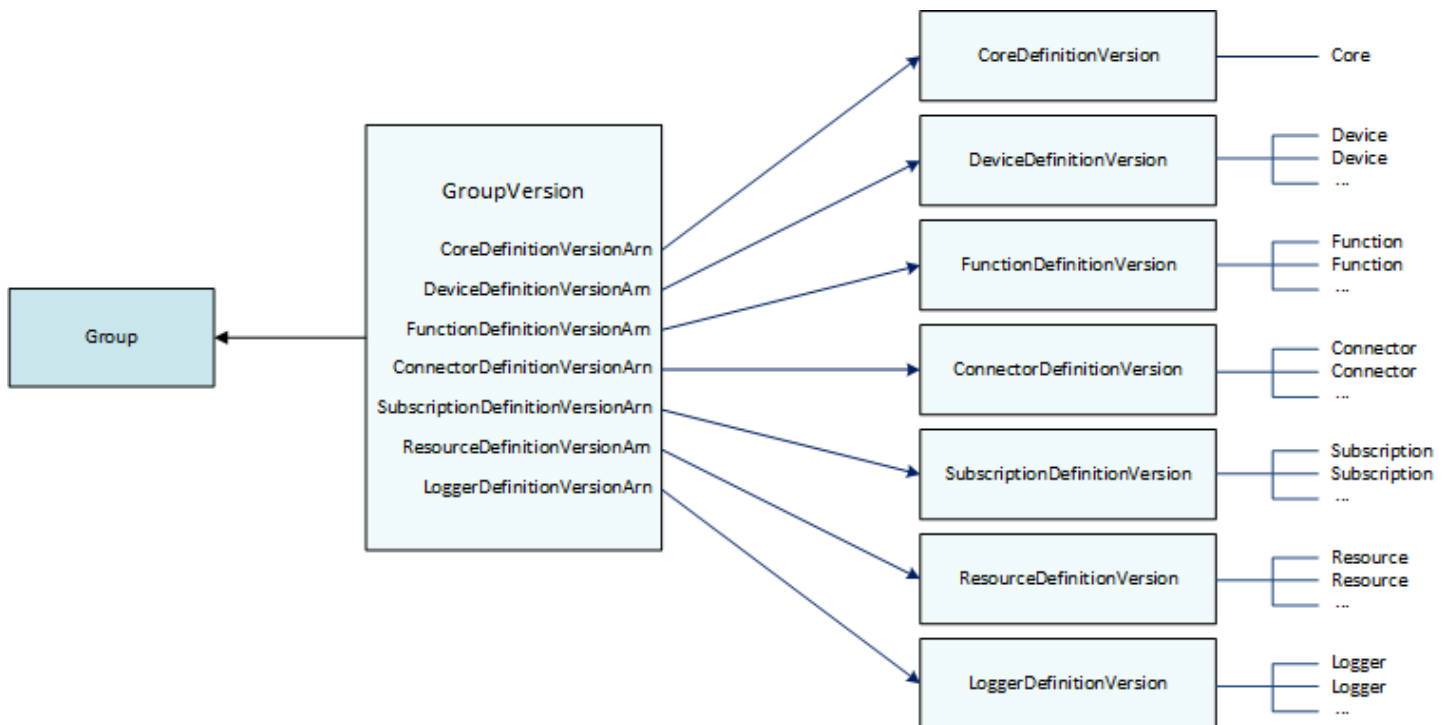 Group
GroupVersion
CoreDefinitionVersionArn
DeviceDefinitionVersionArn
FunctionDefinitionVersionArn
ConnectorDefinitionVersionArn
SubscriptionDefinitionVersionArn
ResourceDefinitionVersionArn
LoggerDefinitionVersionArn
CoreDefinitionVersion
Core
DeviceDefinitionVersion
Device
Device
...
FunctionDefinitionVersion
Function
Function
...
ConnectorDefinitionVersion
Connector
Connector
...
SubscriptionDefinitionVersion
Subscription
Subscription
...
ResourceDefinitionVersion
Resource
Resource
...
LoggerDefinitionVersion
Logger
Logger
...